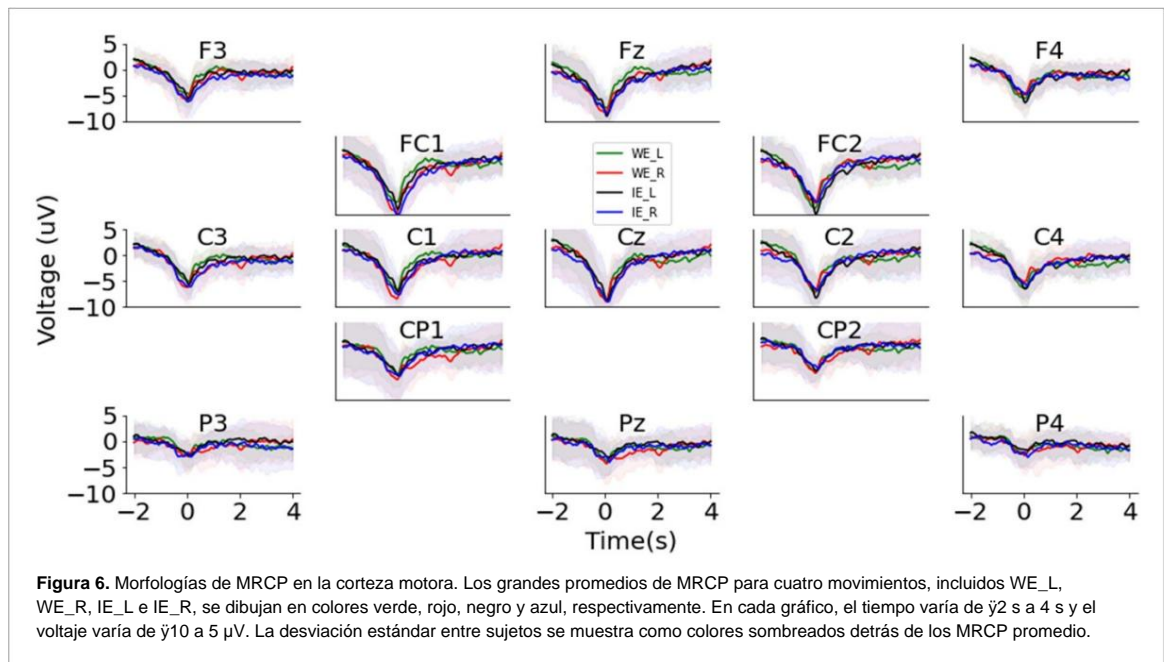 F3 Fz F4
5
0
−5
−10
FC1 FC2
WE_L
WE_R
IE_L
IE_R
C3 C1 Cz C2 C4
5
0
−5
−10
Voltage (uV)
CP1 CP2
P3 Pz P4
5
0
−5
−10
−2 0 2 4 −2 0 2 4 −2 0 2 4
Time(s)
Figura 6. Morfologías de MRCP en la corteza motora. Los grandes promedios de MRCP para cuatro movimientos, incluidos WE_L,
WE_R, IE_L e IE_R, se dibujan en colores verde, rojo, negro y azul, respectivamente. En cada gráfico, el tiempo varía de ÿ2 s a 4 s y el
voltaje varía de ÿ10 a 5 μV. La desviación estándar entre sujetos se muestra como colores sombreados detrás de los MRCP promedio.